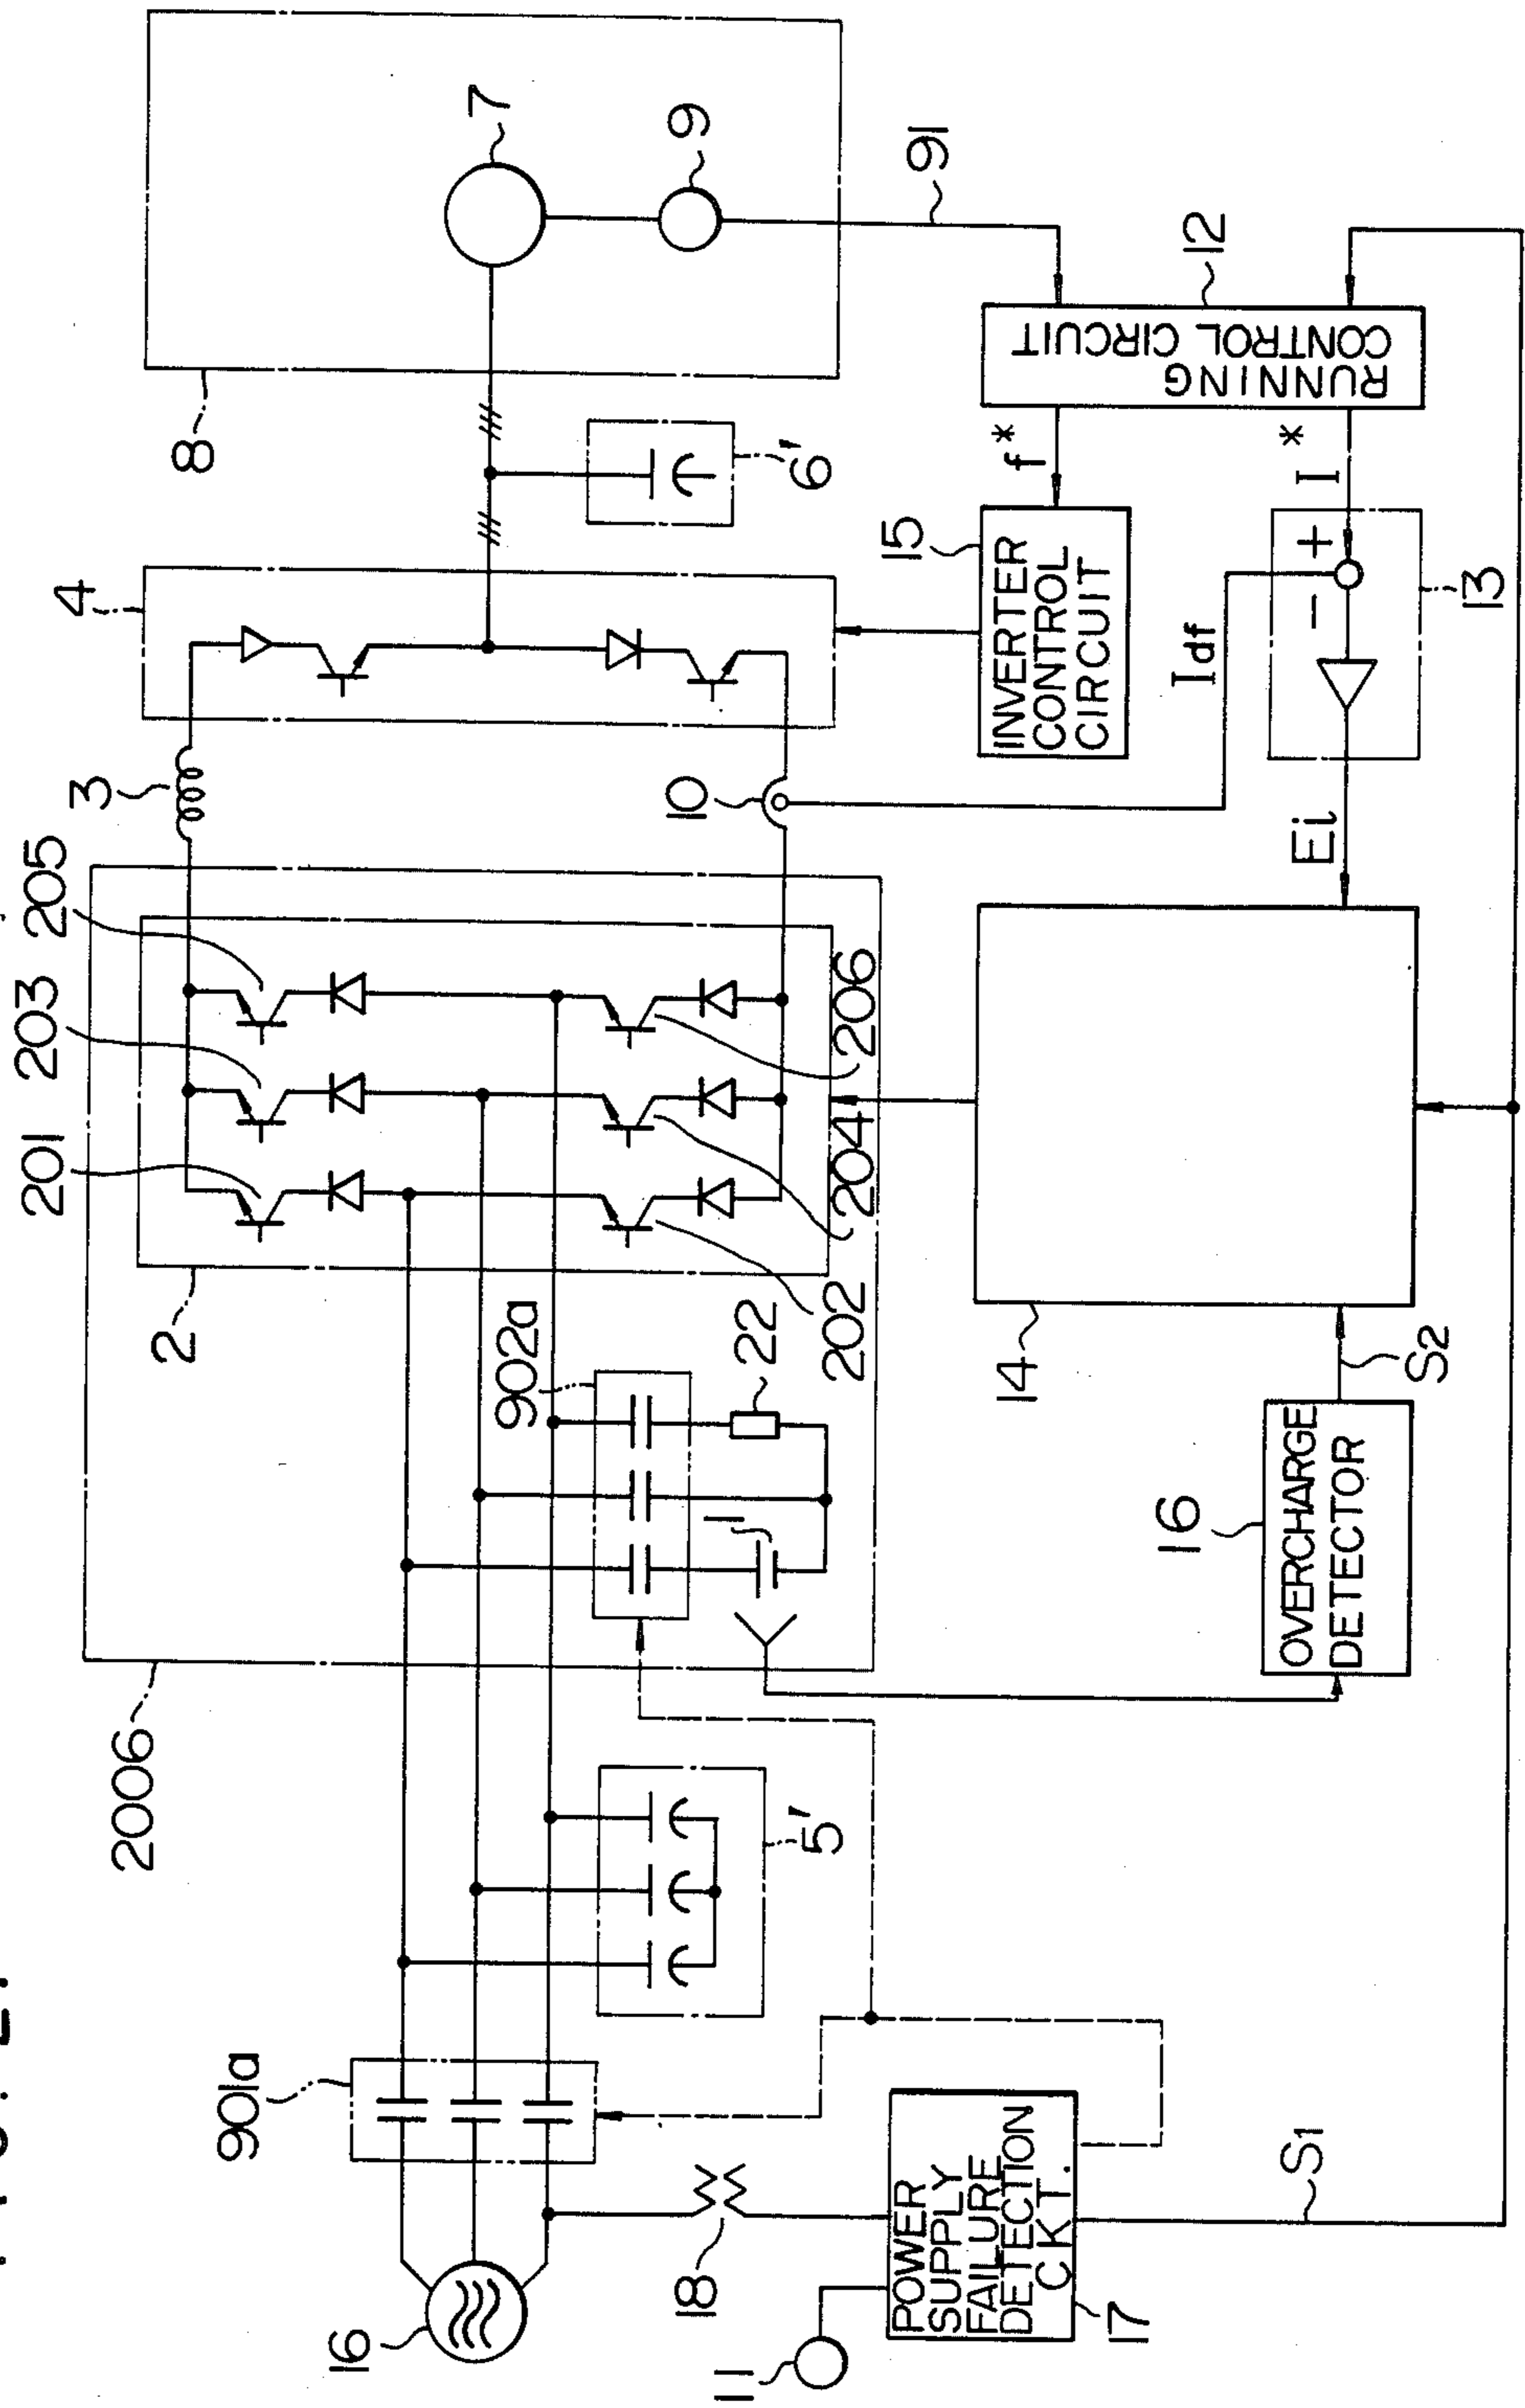 901a
16
18
11
POWER
SUPPLY
FAILURE
DETECTION
CKT.
17
S1
2006
5'
2
902a
1
22
201
203
205
202
204
206
16
OVERCHARGE
DETECTOR
S2
14
3
10
4
Ei
Idf
13
-
+
15
INVERTER
CONTROL
CIRCUIT
f*
I*
RUNNING
CONTROL CIRCUIT
12
6'
8
7
9
91